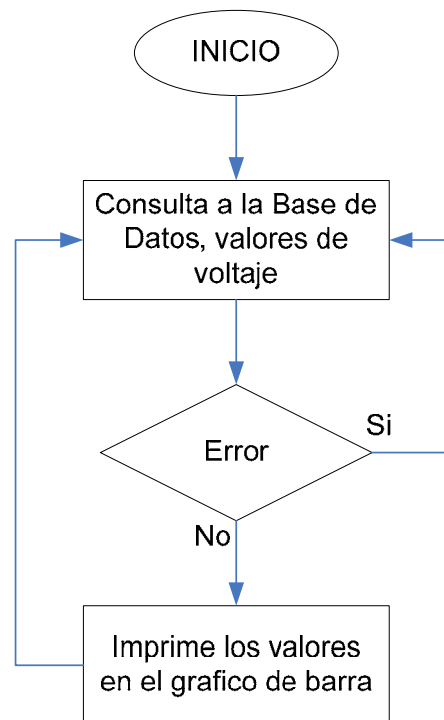 INICIO
Consulta a la Base de
Datos, valores de
voltaje
Error
Si
No
Imprime los valores
en el grafico de barra